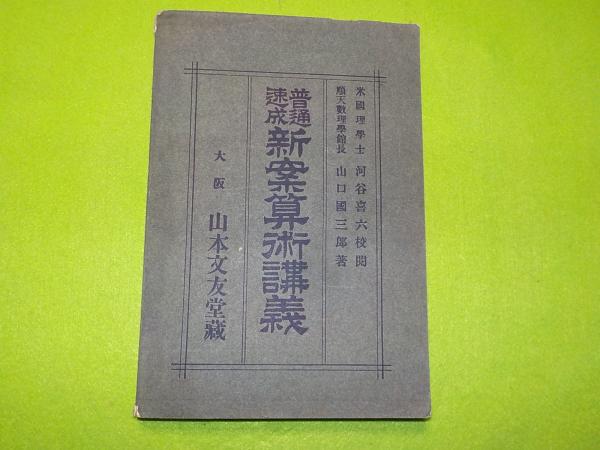 米國理學士 河谷喜六校閲
順天數理學館長 山口國三郎著
普通
速成
新案算術講義
大阪 山本文友堂藏